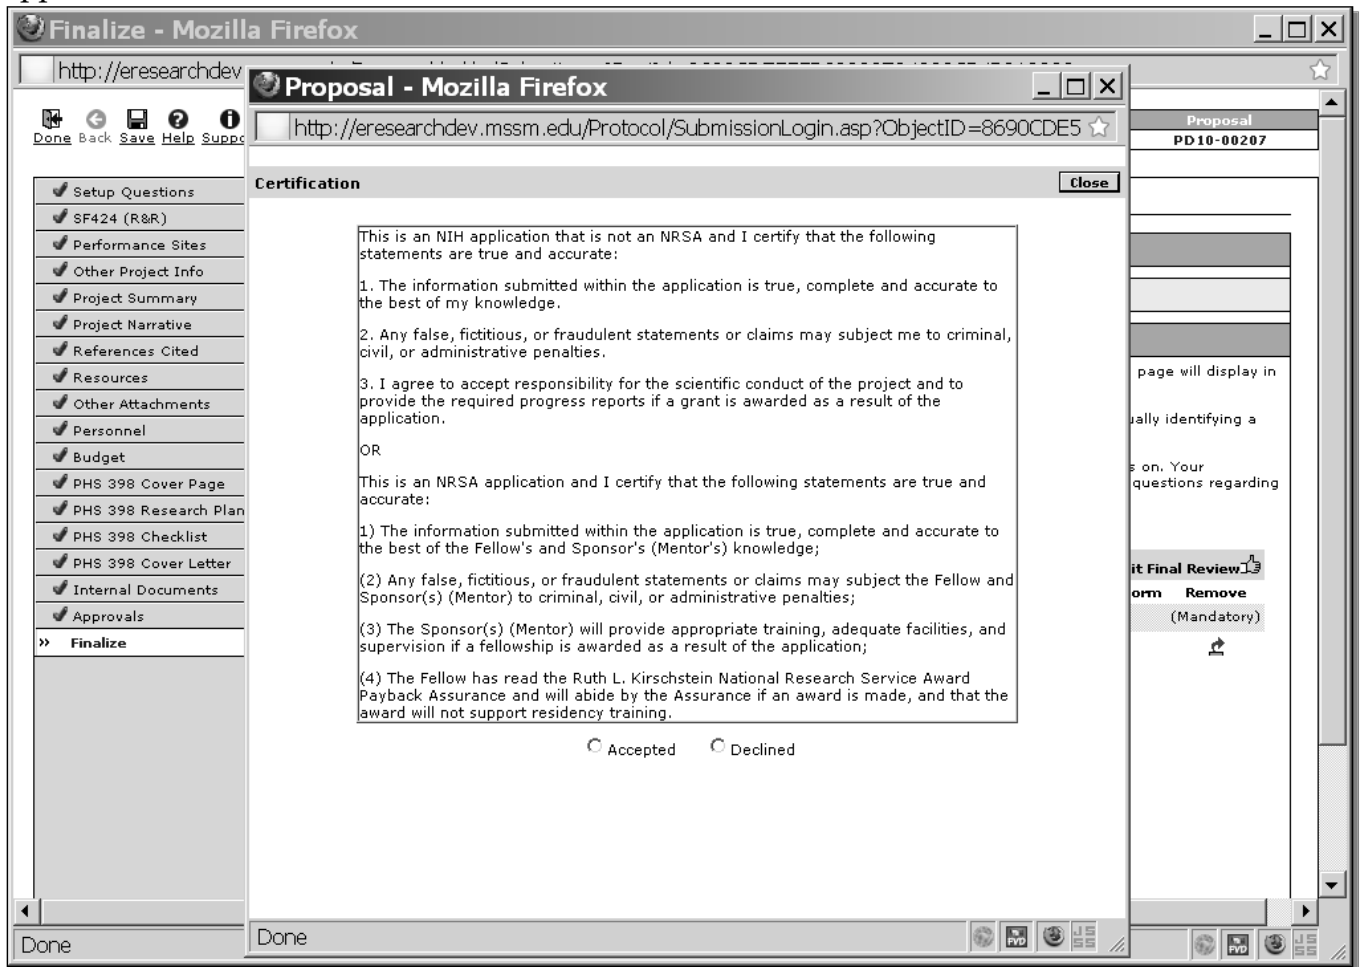 Finalize - Mozilla Firefox
http://eresearchdev
Proposal - Mozilla Firefox
http://eresearchdev.mssm.edu/Protocol/SubmissionLogin.asp?ObjectID=8690CDE5
Done Back Save Help Suppo
Proposal
PD10-00207
Certification
Close
Setup Questions
SF424 (R&R)
Performance Sites
Other Project Info
Project Summary
Project Narrative
References Cited
Resources
Other Attachments
Personnel
Budget
PHS 398 Cover Page
PHS 398 Research Plan
PHS 398 Checklist
PHS 398 Cover Letter
Internal Documents
Approvals
» Finalize
This is an NIH application that is not an NRSA and I certify that the following
statements are true and accurate:
1. The information submitted within the application is true, complete and accurate to
the best of my knowledge.
2. Any false, fictitious, or fraudulent statements or claims may subject me to criminal,
civil, or administrative penalties.
3. I agree to accept responsibility for the scientific conduct of the project and to
provide the required progress reports if a grant is awarded as a result of the
application.
OR
This is an NRSA application and I certify that the following statements are true and
accurate:
1) The information submitted within the application is true, complete and accurate to
the best of the Fellow's and Sponsor's (Mentor's) knowledge;
(2) Any false, fictitious, or fraudulent statements or claims may subject the Fellow and
Sponsor(s) (Mentor) to criminal, civil, or administrative penalties;
(3) The Sponsor(s) (Mentor) will provide appropriate training, adequate facilities, and
supervision if a fellowship is awarded as a result of the application;
(4) The Fellow has read the Ruth L. Kirschstein National Research Service Award
Payback Assurance and will abide by the Assurance if an award is made, and that the
award will not support residency training.
Accepted Declined
page will display in
ually identifying a
s on. Your
questions regarding
it Final Review
orm Remove
(Mandatory)
Done
FVD
JS
SS
Done
FVD
JS
SS